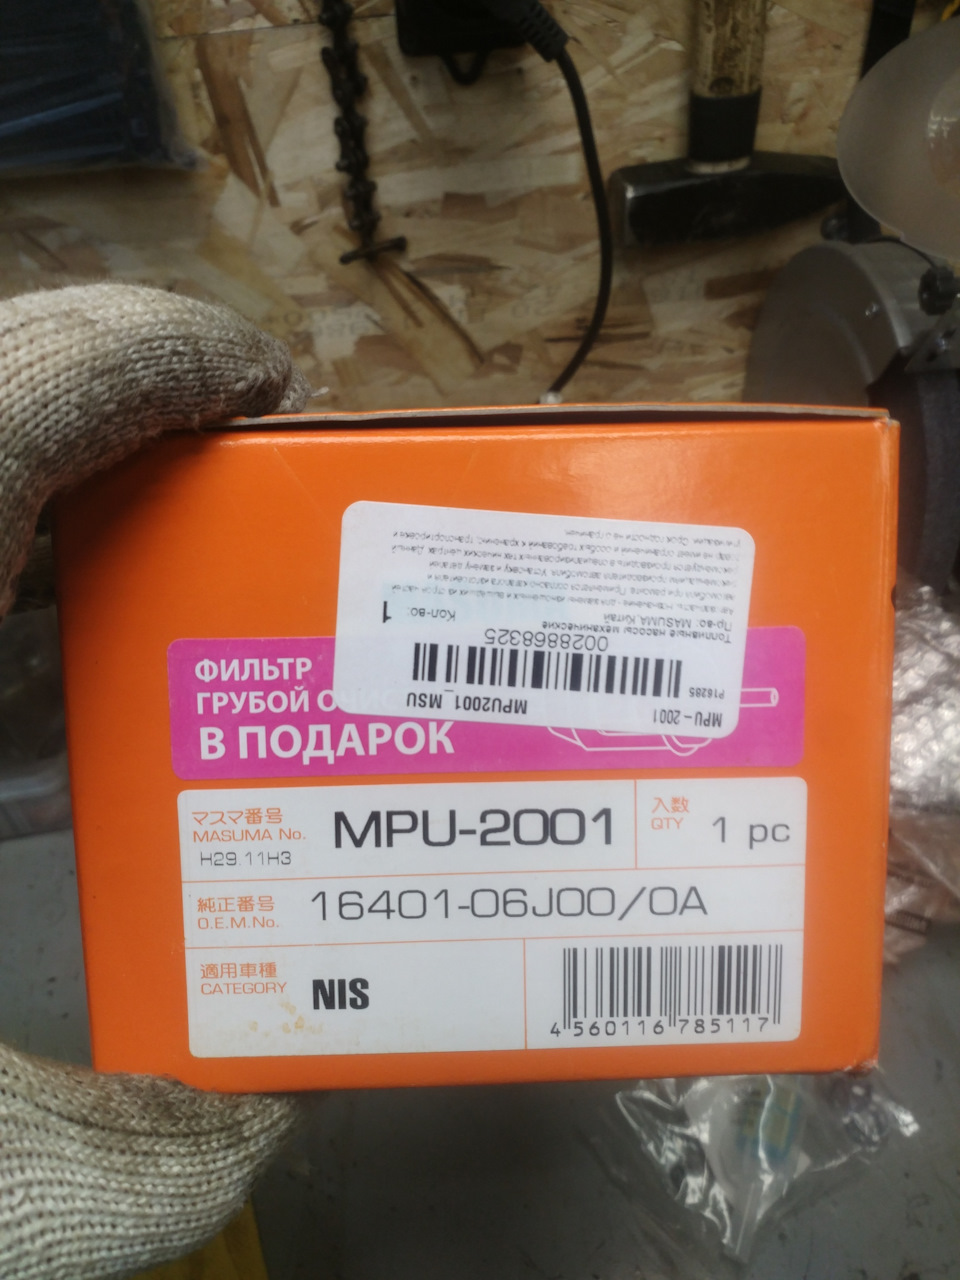 ФИЛЬТР
ГРУБОЙ ОЧИСТ
В ПОДАРОК
MPU-2001
P16285
MPU2001_MSU
0028868325
Топливные насосы механические
Пр-во: MASUMA, Китай
Кол-во: 1
マスマ番号
MASUMA No.
MPU-2001
H29.11H3
入数
QTY
1 pc
純正番号
O.E.M.No.
16401-06J00/0A
適用車種
CATEGORY
NIS
4 560116 785117